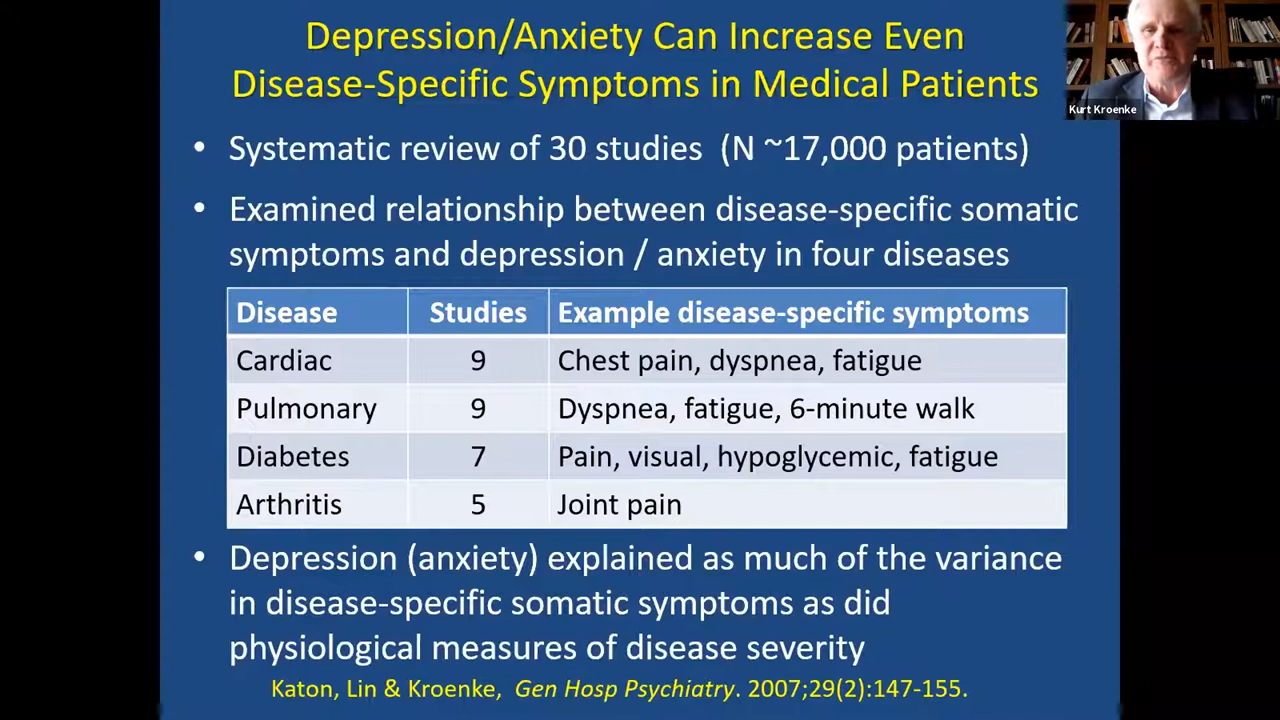 Depression/Anxiety Can Increase Even
Disease-Specific Symptoms in Medical Patients
Kurt Kroenke
• Systematic review of 30 studies (N ~17,000 patients)
• Examined relationship between disease-specific somatic
symptoms and depression / anxiety in four diseases
Disease Studies Example disease-specific symptoms
Cardiac 9 Chest pain, dyspnea, fatigue
Pulmonary 9 Dyspnea, fatigue, 6-minute walk
Diabetes 7 Pain, visual, hypoglycemic, fatigue
Arthritis 5 Joint pain
• Depression (anxiety) explained as much of the variance
in disease-specific somatic symptoms as did
physiological measures of disease severity
Katon, Lin & Kroenke, Gen Hosp Psychiatry. 2007;29(2):147-155.